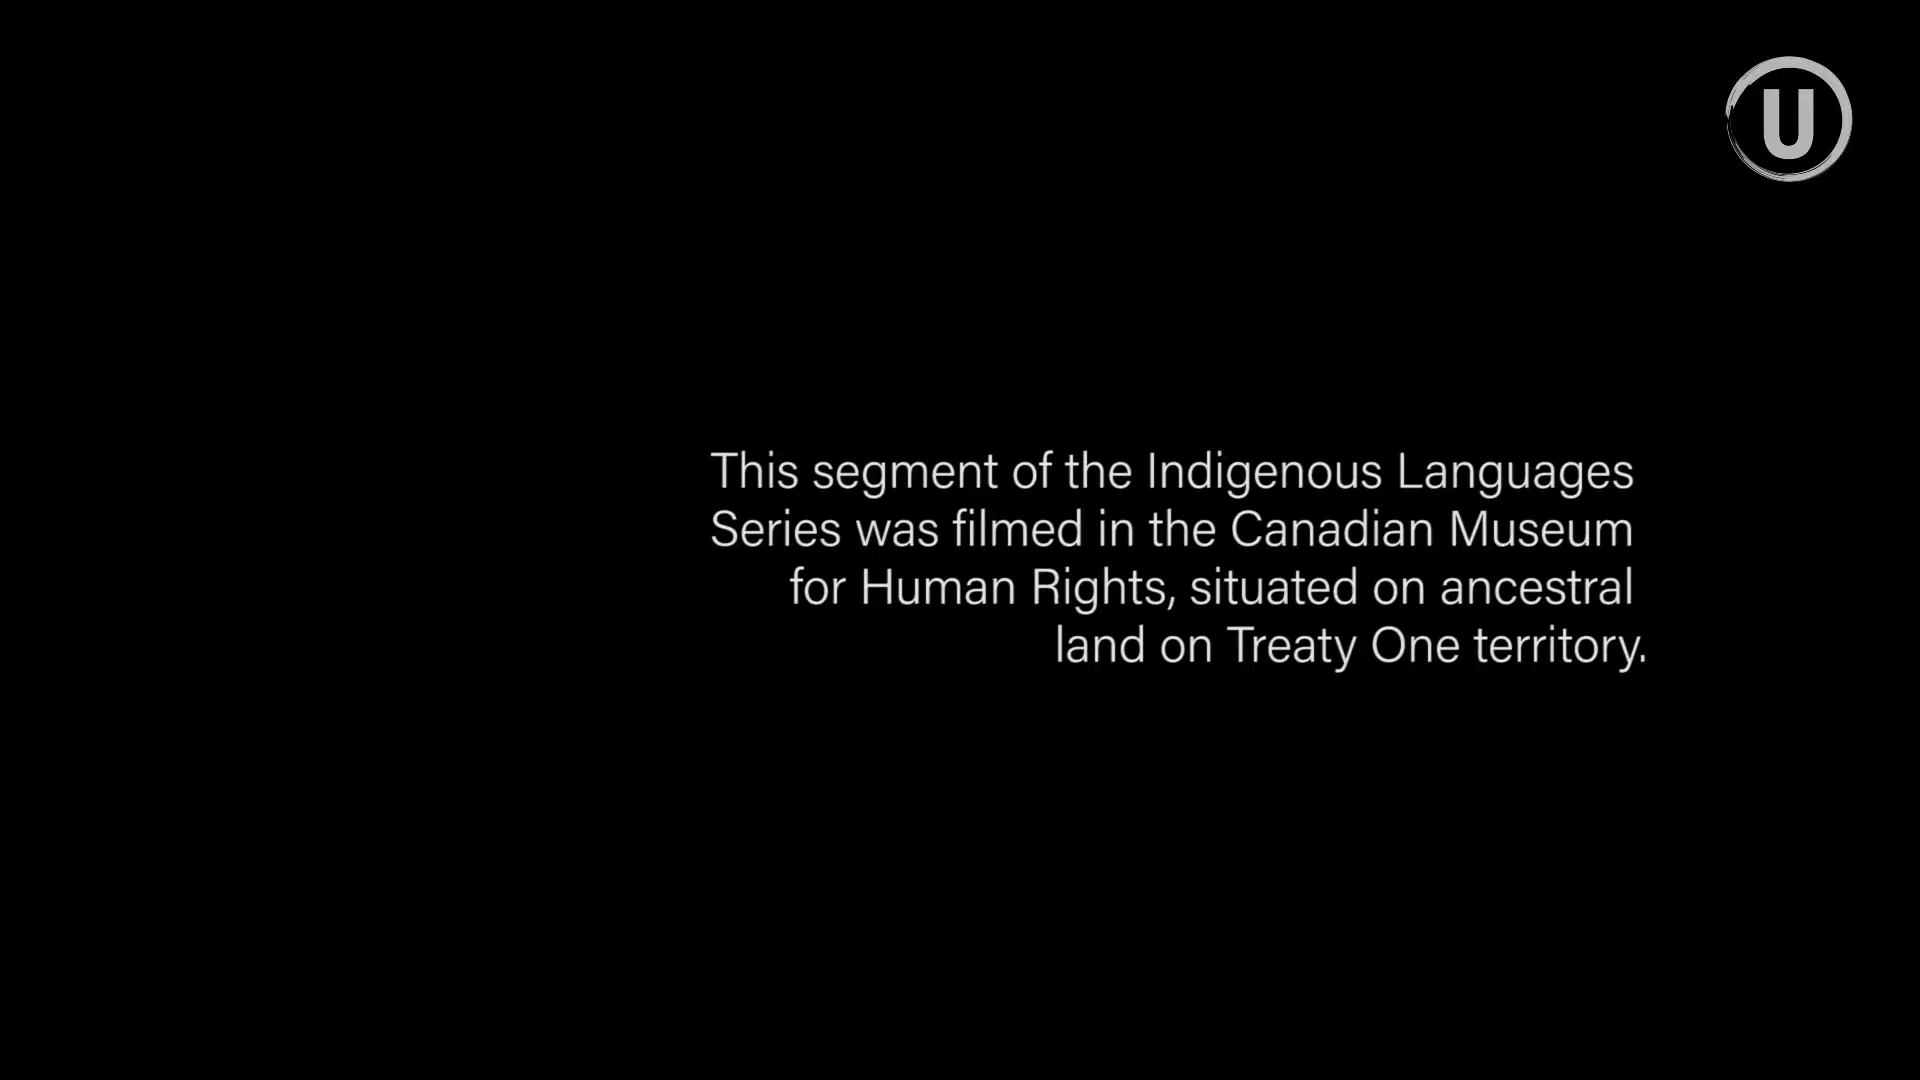 U
This segment of the Indigenous Languages
Series was filmed in the Canadian Museum
for Human Rights, situated on ancestral
land on Treaty One territory.